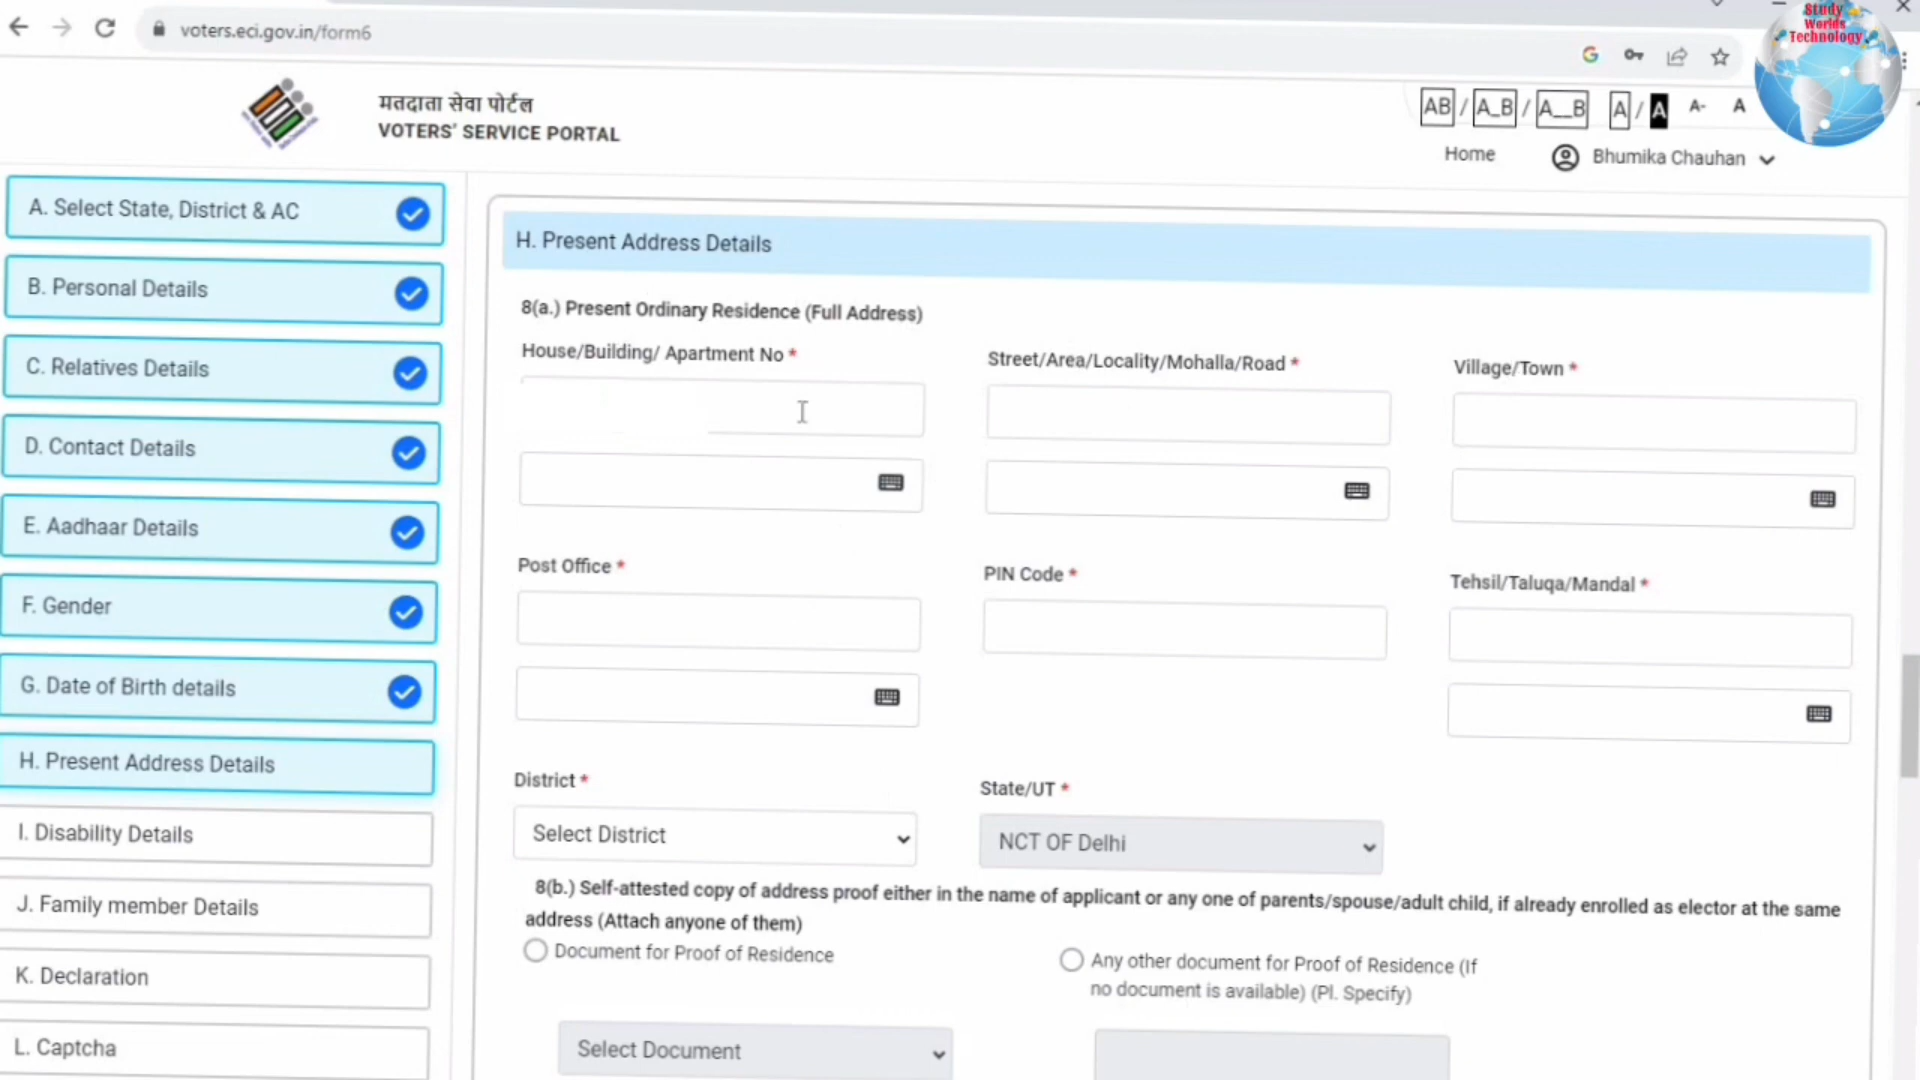 voters.eci.gov.in/form6
Study
Worlds
Technology
मतदाता सेवा पोर्टल
VOTERS' SERVICE PORTAL
AB / A_B / A__B A / A A- A
Home Bhumika Chauhan
A. Select State, District & AC
B. Personal Details
C. Relatives Details
D. Contact Details
E. Aadhaar Details
F. Gender
G. Date of Birth details
H. Present Address Details
I. Disability Details
J. Family member Details
K. Declaration
L. Captcha
H. Present Address Details
8(a.) Present Ordinary Residence (Full Address)
House/Building/ Apartment No * Street/Area/Locality/Mohalla/Road * Village/Town *
Post Office * PIN Code * Tehsil/Taluqa/Mandal *
District * State/UT *
Select District NCT OF Delhi
8(b.) Self-attested copy of address proof either in the name of applicant or any one of parents/spouse/adult child, if already enrolled as elector at the same
address (Attach anyone of them)
Document for Proof of Residence Any other document for Proof of Residence (If
no document is available) (Pl. Specify)
Select Document